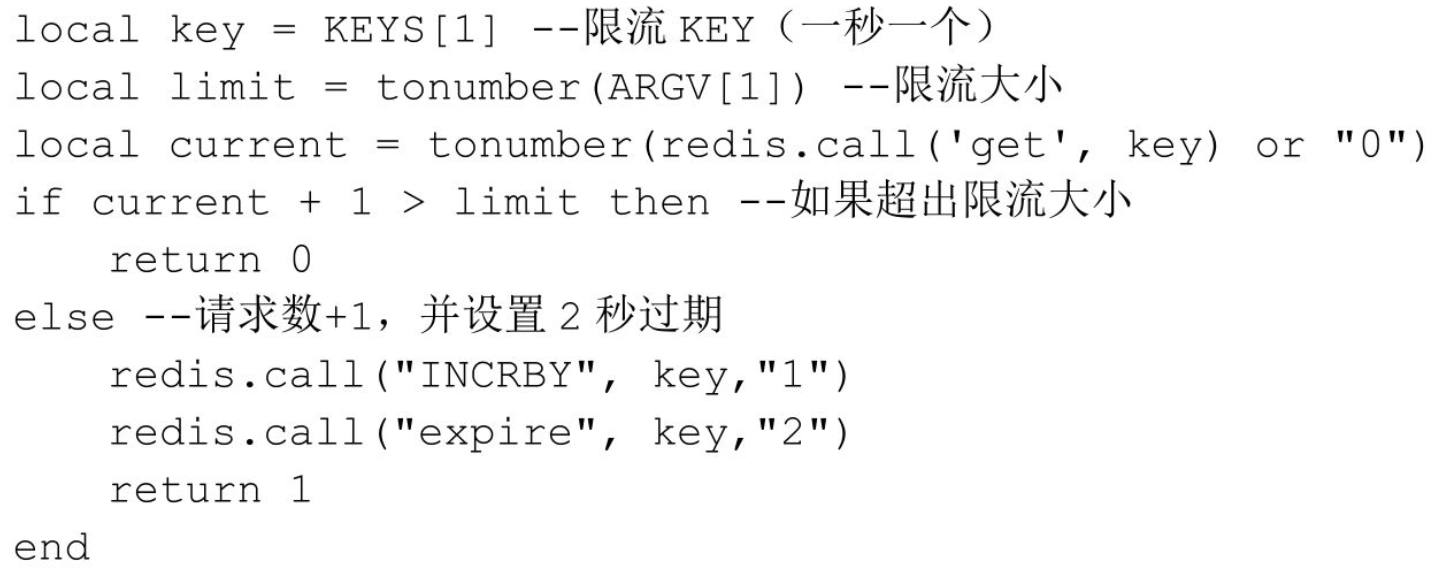 local key = KEYS[1] --限流 KEY（一秒一个）
local limit = tonumber(ARGV[1]) --限流大小
local current = tonumber(redis.call('get', key) or "0")
if current + 1 > limit then --如果超出限流大小
    return 0
else --请求数+1，并设置 2 秒过期
    redis.call("INCRBY", key,"1")
    redis.call("expire", key,"2")
    return 1
end